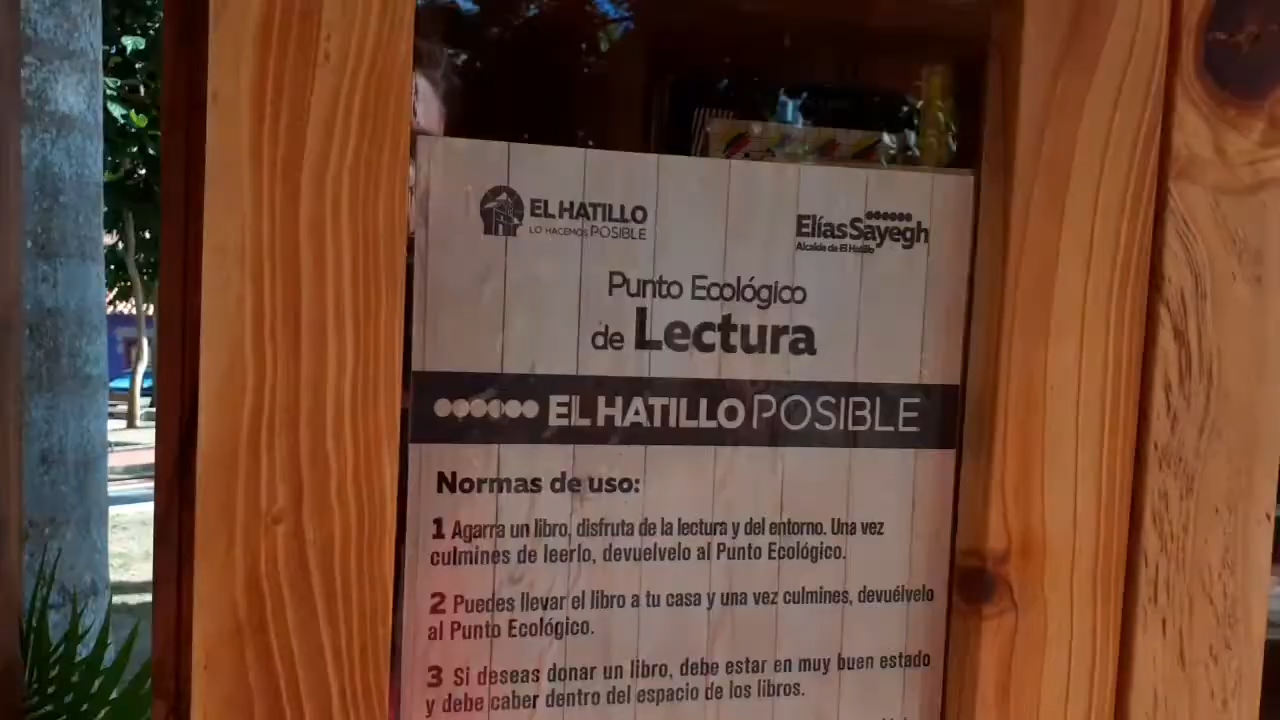 EL HATILLO
LO HACEMOS POSIBLE
Elías Sayegh
Alcalde de El Hatillo
Punto Ecológico
de Lectura
EL HATILLO POSIBLE
Normas de uso:
1 Agarra un libro, disfruta de la lectura y del entorno. Una vez
culmines de leerlo, devuelvelo al Punto Ecológico.
2 Puedes llevar el libro a tu casa y una vez culmines, devuélvelo
al Punto Ecológico.
3 Si deseas donar un libro, debe estar en muy buen estado
y debe caber dentro del espacio de los libros.